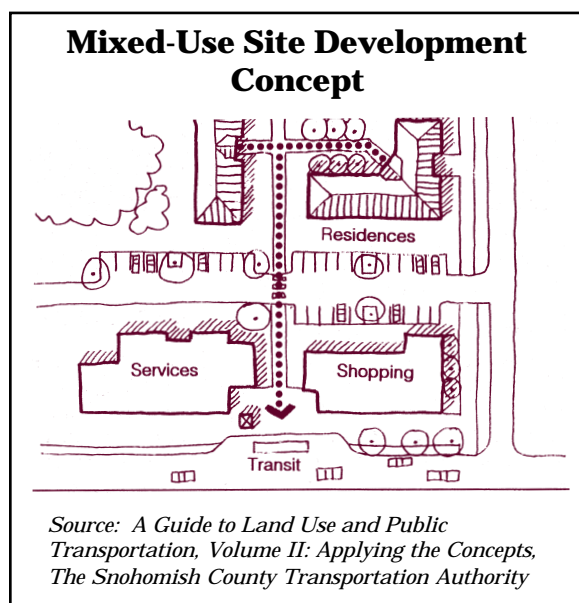 Mixed-Use Site Development
Concept
Residences
Services
Shopping
Transit
Source: A Guide to Land Use and Public
Transportation, Volume II: Applying the Concepts,
The Snohomish County Transportation Authority